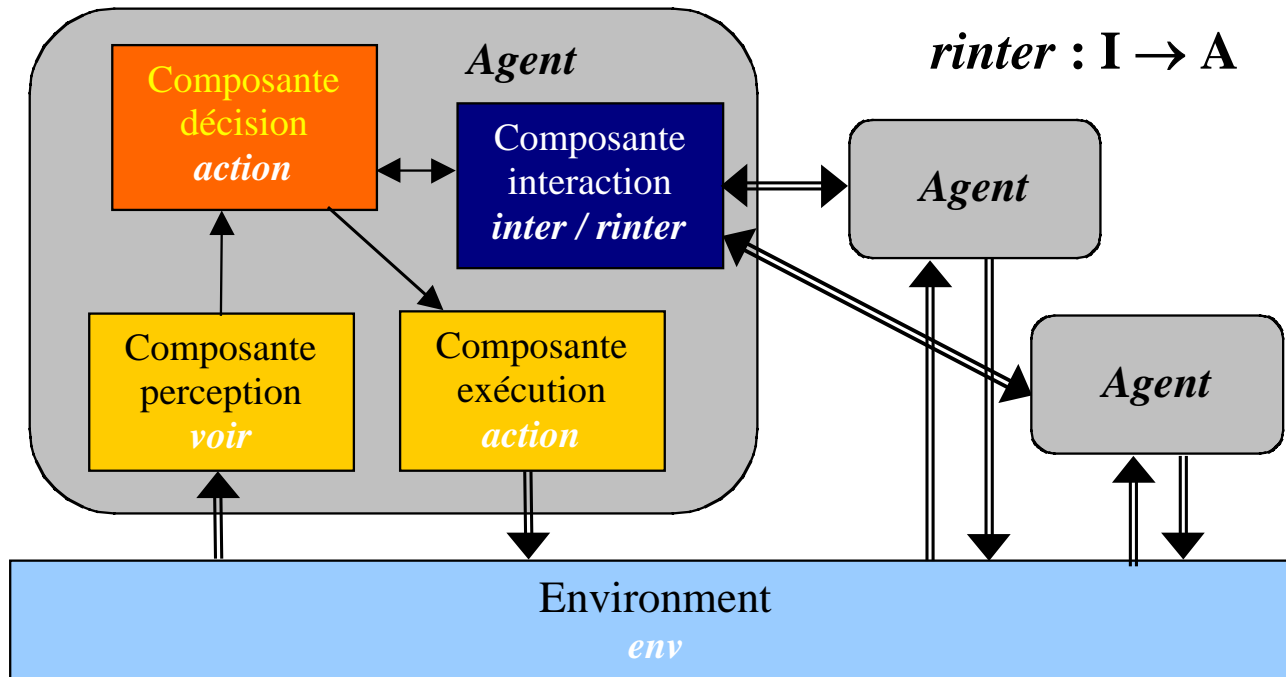 Agent
rinter : I → A
Composante
décision
action
Composante
interaction
inter / rinter
Agent
Composante
perception
voir
Composante
exécution
action
Agent
Environment
env